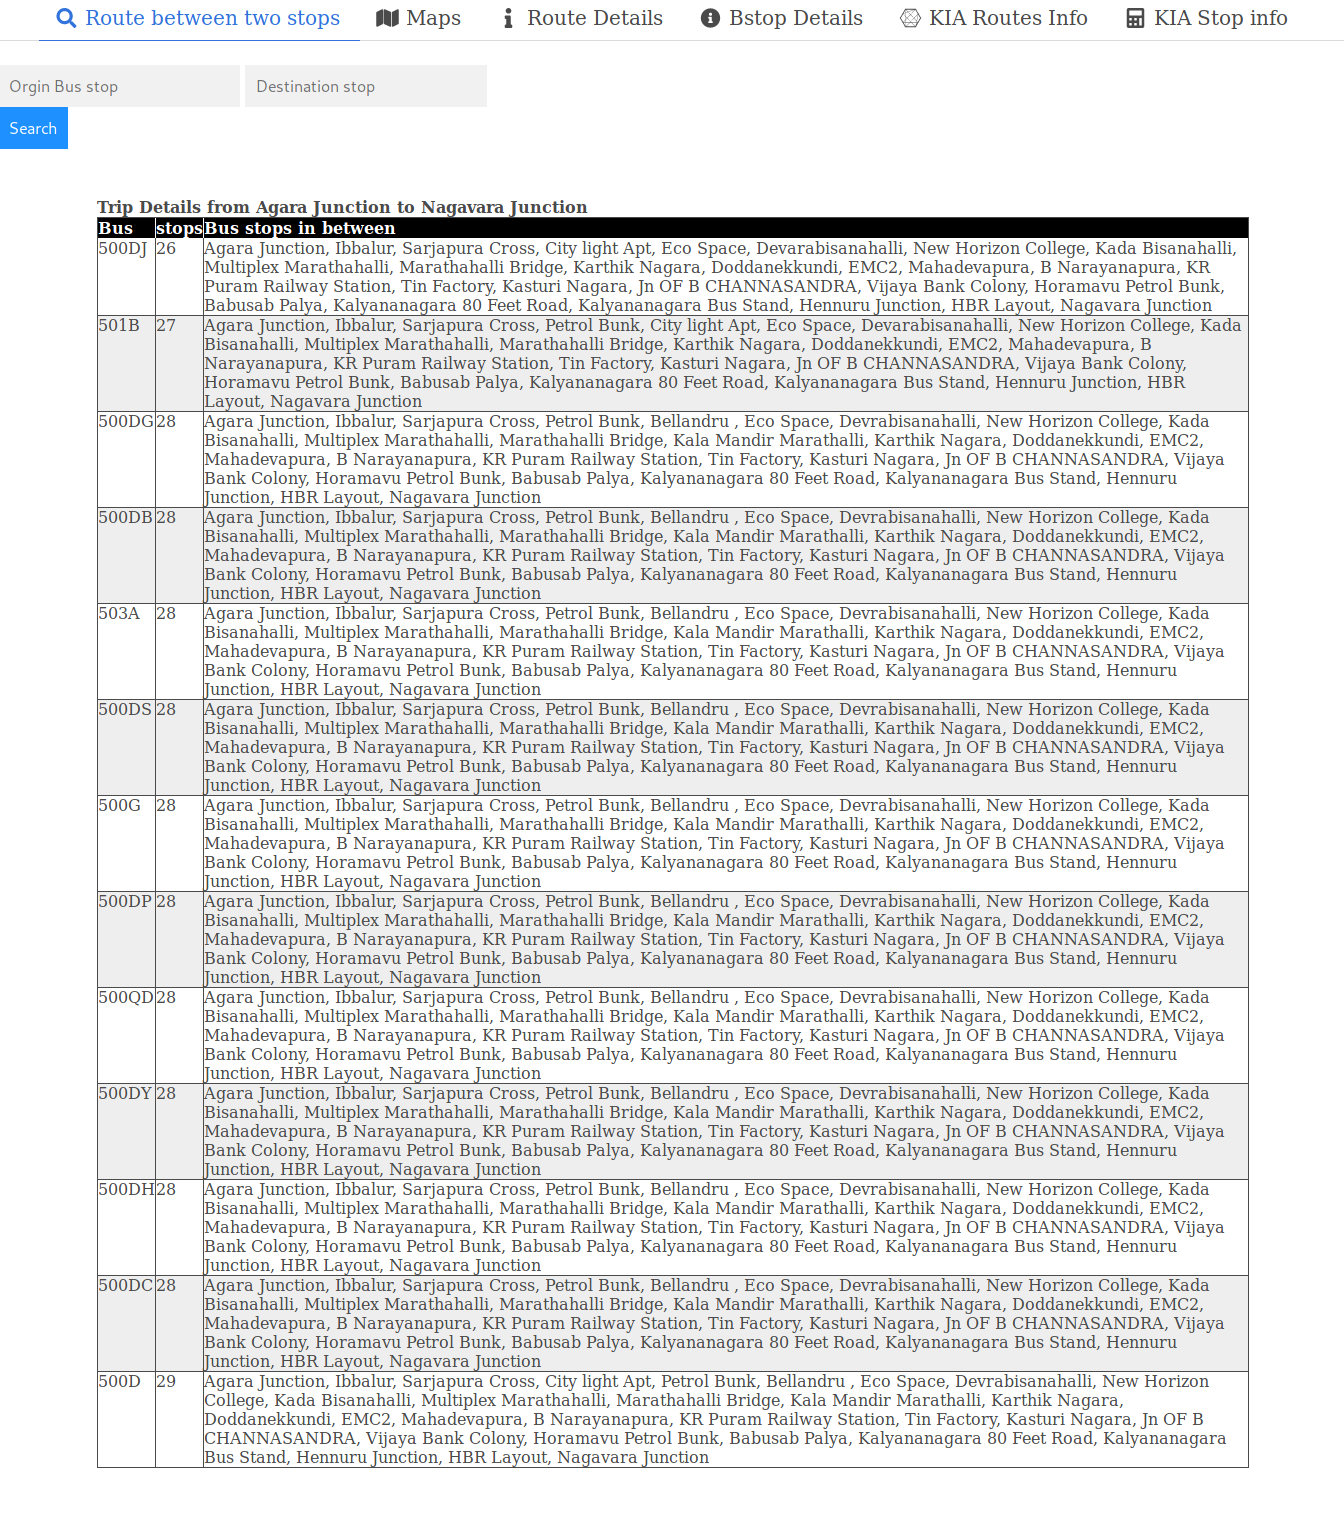 Route between two stops Maps Route Details Bstop Details KIA Routes Info KIA Stop info
Orgin Bus stop Destination stop
Search
Trip Details from Agara Junction to Nagavara Junction
Bus stops Bus stops in between
500DJ 26 Agara Junction, Ibbalur, Sarjapura Cross, City light Apt, Eco Space, Devarabisanahalli, New Horizon College, Kada Bisanahalli,
Multiplex Marathahalli, Marathahalli Bridge, Karthik Nagara, Doddanekkundi, EMC2, Mahadevapura, B Narayanapura, KR
Puram Railway Station, Tin Factory, Kasturi Nagara, Jn OF B CHANNASANDRA, Vijaya Bank Colony, Horamavu Petrol Bunk,
Babusab Palya, Kalyananagara 80 Feet Road, Kalyananagara Bus Stand, Hennuru Junction, HBR Layout, Nagavara Junction
501B 27 Agara Junction, Ibbalur, Sarjapura Cross, Petrol Bunk, City light Apt, Eco Space, Devarabisanahalli, New Horizon College, Kada
Bisanahalli, Multiplex Marathahalli, Marathahalli Bridge, Karthik Nagara, Doddanekkundi, EMC2, Mahadevapura, B
Narayanapura, KR Puram Railway Station, Tin Factory, Kasturi Nagara, Jn OF B CHANNASANDRA, Vijaya Bank Colony,
Horamavu Petrol Bunk, Babusab Palya, Kalyananagara 80 Feet Road, Kalyananagara Bus Stand, Hennuru Junction, HBR
Layout, Nagavara Junction
500DG 28 Agara Junction, Ibbalur, Sarjapura Cross, Petrol Bunk, Bellandru , Eco Space, Devrabisanahalli, New Horizon College, Kada
Bisanahalli, Multiplex Marathahalli, Marathahalli Bridge, Kala Mandir Marathalli, Karthik Nagara, Doddanekkundi, EMC2,
Mahadevapura, B Narayanapura, KR Puram Railway Station, Tin Factory, Kasturi Nagara, Jn OF B CHANNASANDRA, Vijaya
Bank Colony, Horamavu Petrol Bunk, Babusab Palya, Kalyananagara 80 Feet Road, Kalyananagara Bus Stand, Hennuru
Junction, HBR Layout, Nagavara Junction
500DB 28 Agara Junction, Ibbalur, Sarjapura Cross, Petrol Bunk, Bellandru , Eco Space, Devrabisanahalli, New Horizon College, Kada
Bisanahalli, Multiplex Marathahalli, Marathahalli Bridge, Kala Mandir Marathalli, Karthik Nagara, Doddanekkundi, EMC2,
Mahadevapura, B Narayanapura, KR Puram Railway Station, Tin Factory, Kasturi Nagara, Jn OF B CHANNASANDRA, Vijaya
Bank Colony, Horamavu Petrol Bunk, Babusab Palya, Kalyananagara 80 Feet Road, Kalyananagara Bus Stand, Hennuru
Junction, HBR Layout, Nagavara Junction
503A 28 Agara Junction, Ibbalur, Sarjapura Cross, Petrol Bunk, Bellandru , Eco Space, Devrabisanahalli, New Horizon College, Kada
Bisanahalli, Multiplex Marathahalli, Marathahalli Bridge, Kala Mandir Marathalli, Karthik Nagara, Doddanekkundi, EMC2,
Mahadevapura, B Narayanapura, KR Puram Railway Station, Tin Factory, Kasturi Nagara, Jn OF B CHANNASANDRA, Vijaya
Bank Colony, Horamavu Petrol Bunk, Babusab Palya, Kalyananagara 80 Feet Road, Kalyananagara Bus Stand, Hennuru
Junction, HBR Layout, Nagavara Junction
500DS 28 Agara Junction, Ibbalur, Sarjapura Cross, Petrol Bunk, Bellandru , Eco Space, Devrabisanahalli, New Horizon College, Kada
Bisanahalli, Multiplex Marathahalli, Marathahalli Bridge, Kala Mandir Marathalli, Karthik Nagara, Doddanekkundi, EMC2,
Mahadevapura, B Narayanapura, KR Puram Railway Station, Tin Factory, Kasturi Nagara, Jn OF B CHANNASANDRA, Vijaya
Bank Colony, Horamavu Petrol Bunk, Babusab Palya, Kalyananagara 80 Feet Road, Kalyananagara Bus Stand, Hennuru
Junction, HBR Layout, Nagavara Junction
500G 28 Agara Junction, Ibbalur, Sarjapura Cross, Petrol Bunk, Bellandru , Eco Space, Devrabisanahalli, New Horizon College, Kada
Bisanahalli, Multiplex Marathahalli, Marathahalli Bridge, Kala Mandir Marathalli, Karthik Nagara, Doddanekkundi, EMC2,
Mahadevapura, B Narayanapura, KR Puram Railway Station, Tin Factory, Kasturi Nagara, Jn OF B CHANNASANDRA, Vijaya
Bank Colony, Horamavu Petrol Bunk, Babusab Palya, Kalyananagara 80 Feet Road, Kalyananagara Bus Stand, Hennuru
Junction, HBR Layout, Nagavara Junction
500DP 28 Agara Junction, Ibbalur, Sarjapura Cross, Petrol Bunk, Bellandru , Eco Space, Devrabisanahalli, New Horizon College, Kada
Bisanahalli, Multiplex Marathahalli, Marathahalli Bridge, Kala Mandir Marathalli, Karthik Nagara, Doddanekkundi, EMC2,
Mahadevapura, B Narayanapura, KR Puram Railway Station, Tin Factory, Kasturi Nagara, Jn OF B CHANNASANDRA, Vijaya
Bank Colony, Horamavu Petrol Bunk, Babusab Palya, Kalyananagara 80 Feet Road, Kalyananagara Bus Stand, Hennuru
Junction, HBR Layout, Nagavara Junction
500QD 28 Agara Junction, Ibbalur, Sarjapura Cross, Petrol Bunk, Bellandru , Eco Space, Devrabisanahalli, New Horizon College, Kada
Bisanahalli, Multiplex Marathahalli, Marathahalli Bridge, Kala Mandir Marathalli, Karthik Nagara, Doddanekkundi, EMC2,
Mahadevapura, B Narayanapura, KR Puram Railway Station, Tin Factory, Kasturi Nagara, Jn OF B CHANNASANDRA, Vijaya
Bank Colony, Horamavu Petrol Bunk, Babusab Palya, Kalyananagara 80 Feet Road, Kalyananagara Bus Stand, Hennuru
Junction, HBR Layout, Nagavara Junction
500DY 28 Agara Junction, Ibbalur, Sarjapura Cross, Petrol Bunk, Bellandru , Eco Space, Devrabisanahalli, New Horizon College, Kada
Bisanahalli, Multiplex Marathahalli, Marathahalli Bridge, Kala Mandir Marathalli, Karthik Nagara, Doddanekkundi, EMC2,
Mahadevapura, B Narayanapura, KR Puram Railway Station, Tin Factory, Kasturi Nagara, Jn OF B CHANNASANDRA, Vijaya
Bank Colony, Horamavu Petrol Bunk, Babusab Palya, Kalyananagara 80 Feet Road, Kalyananagara Bus Stand, Hennuru
Junction, HBR Layout, Nagavara Junction
500DH 28 Agara Junction, Ibbalur, Sarjapura Cross, Petrol Bunk, Bellandru , Eco Space, Devrabisanahalli, New Horizon College, Kada
Bisanahalli, Multiplex Marathahalli, Marathahalli Bridge, Kala Mandir Marathalli, Karthik Nagara, Doddanekkundi, EMC2,
Mahadevapura, B Narayanapura, KR Puram Railway Station, Tin Factory, Kasturi Nagara, Jn OF B CHANNASANDRA, Vijaya
Bank Colony, Horamavu Petrol Bunk, Babusab Palya, Kalyananagara 80 Feet Road, Kalyananagara Bus Stand, Hennuru
Junction, HBR Layout, Nagavara Junction
500DC 28 Agara Junction, Ibbalur, Sarjapura Cross, Petrol Bunk, Bellandru , Eco Space, Devrabisanahalli, New Horizon College, Kada
Bisanahalli, Multiplex Marathahalli, Marathahalli Bridge, Kala Mandir Marathalli, Karthik Nagara, Doddanekkundi, EMC2,
Mahadevapura, B Narayanapura, KR Puram Railway Station, Tin Factory, Kasturi Nagara, Jn OF B CHANNASANDRA, Vijaya
Bank Colony, Horamavu Petrol Bunk, Babusab Palya, Kalyananagara 80 Feet Road, Kalyananagara Bus Stand, Hennuru
Junction, HBR Layout, Nagavara Junction
500D 29 Agara Junction, Ibbalur, Sarjapura Cross, City light Apt, Petrol Bunk, Bellandru , Eco Space, Devrabisanahalli, New Horizon
College, Kada Bisanahalli, Multiplex Marathahalli, Marathahalli Bridge, Kala Mandir Marathalli, Karthik Nagara,
Doddanekkundi, EMC2, Mahadevapura, B Narayanapura, KR Puram Railway Station, Tin Factory, Kasturi Nagara, Jn OF B
CHANNASANDRA, Vijaya Bank Colony, Horamavu Petrol Bunk, Babusab Palya, Kalyananagara 80 Feet Road, Kalyananagara
Bus Stand, Hennuru Junction, HBR Layout, Nagavara Junction